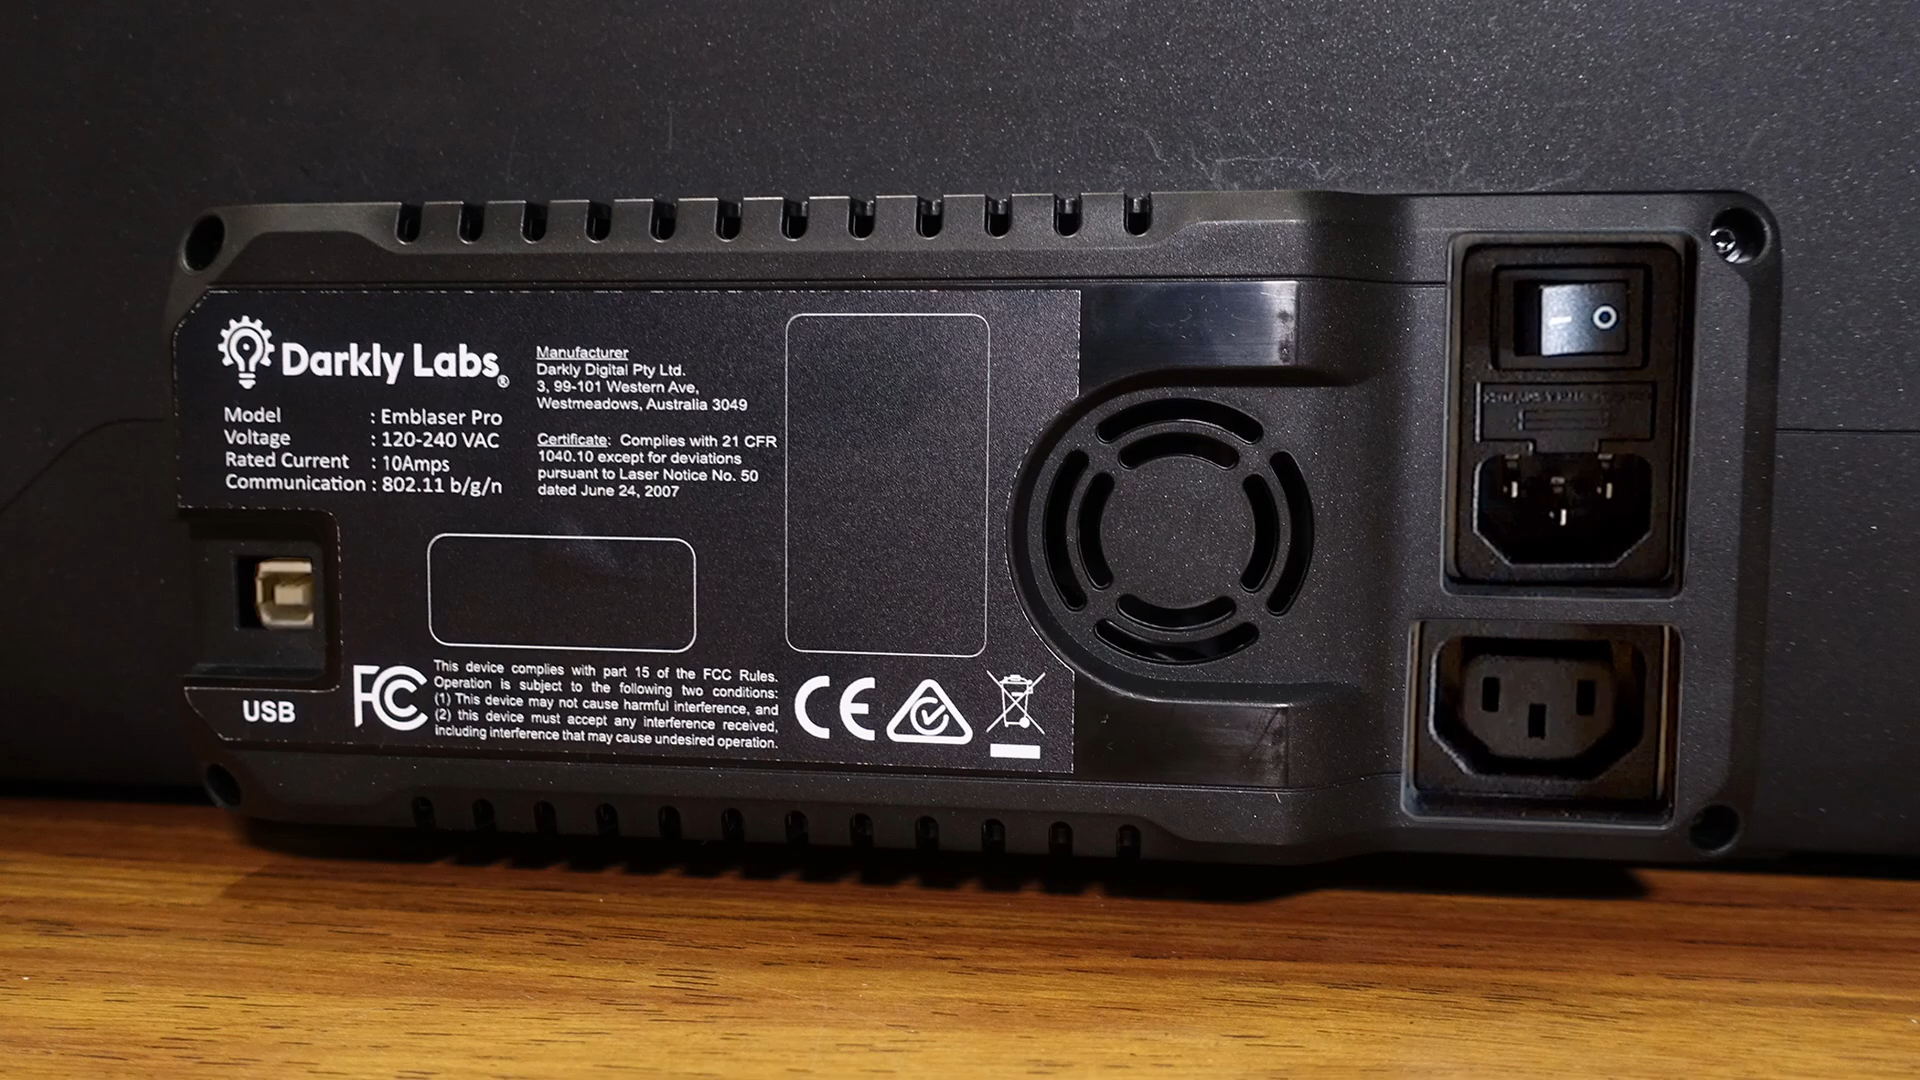 Darkly Labs®
Model : Emblaser Pro
Voltage : 120-240 VAC
Rated Current : 10Amps
Communication : 802.11 b/g/n
Manufacturer
Darkly Digital Pty Ltd.
3, 99-101 Western Ave,
Westmeadows, Australia 3049
Certificate: Complies with 21 CFR
1040.10 except for deviations
pursuant to Laser Notice No. 50
dated June 24, 2007
USB
FC
This device complies with part 15 of the FCC Rules.
Operation is subject to the following two conditions:
(1) This device may not cause harmful interference, and
(2) this device must accept any interference received,
including interference that may cause undesired operation.
CE